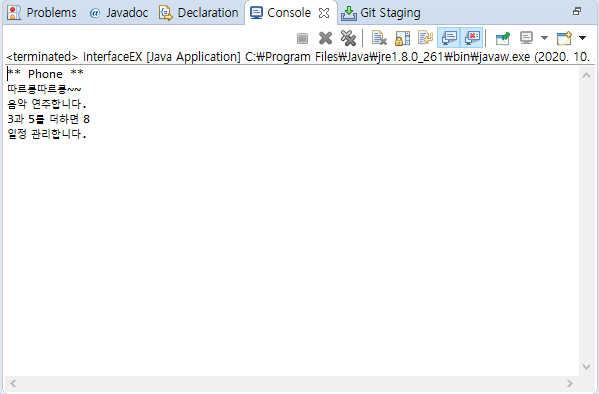 Problems @ Javadoc Declaration Console Git Staging
<terminated> InterfaceEX [Java Application] C:₩Program Files₩Java₩jre1.8.0_261₩bin₩javaw.exe (2020. 10.
** Phone **
따르릉따르릉~~
음악 연주합니다.
3과 5를 더하면 8
일정 관리합니다.